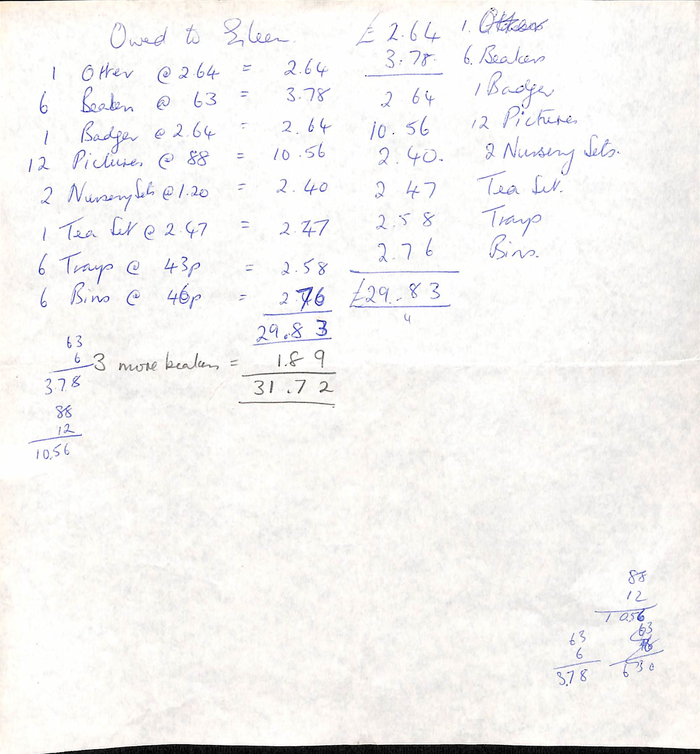 Owed to Eileen
1 Otter @ 2.64 = 2.64
6 Beakers @ 63 = 3.78
1 Badger @ 2.64 = 2.64
12 Pictures @ 88 = 10.56
2 Nursery Sets @ 1.20 = 2.40
1 Tea Set @ 2.47 = 2.47
6 Trays @ 43p = 2.58
6 Bins @ 46p = 2.76
29.83
3 more beakers = 1.89
31.72
63
6
378
88
12
10,56
£2.64 1. Otter
3.78. 6. Beakers
2 64 1 Badger
10.56 12 Pictures
2.40. 2 Nursery Sets.
2 47 Tea Set.
2.58 Trays
2.76 Bins.
£29.83
88
12
1056
63
6
3.78
63
630